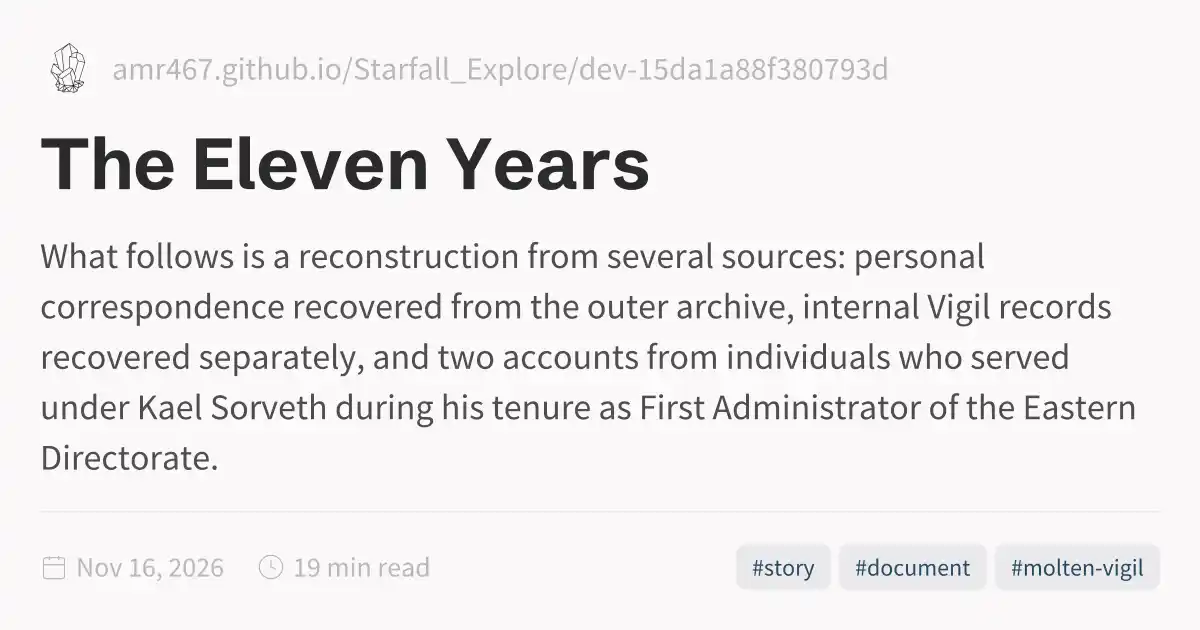 amr467.github.io/Starfall_Explore/dev-15da1a88f380793d
The Eleven Years
What follows is a reconstruction from several sources: personal
correspondence recovered from the outer archive, internal Vigil records
recovered separately, and two accounts from individuals who served
under Kael Sorveth during his tenure as First Administrator of the Eastern
Directorate.
Nov 16, 2026
19 min read
#story
#document
#molten-vigil